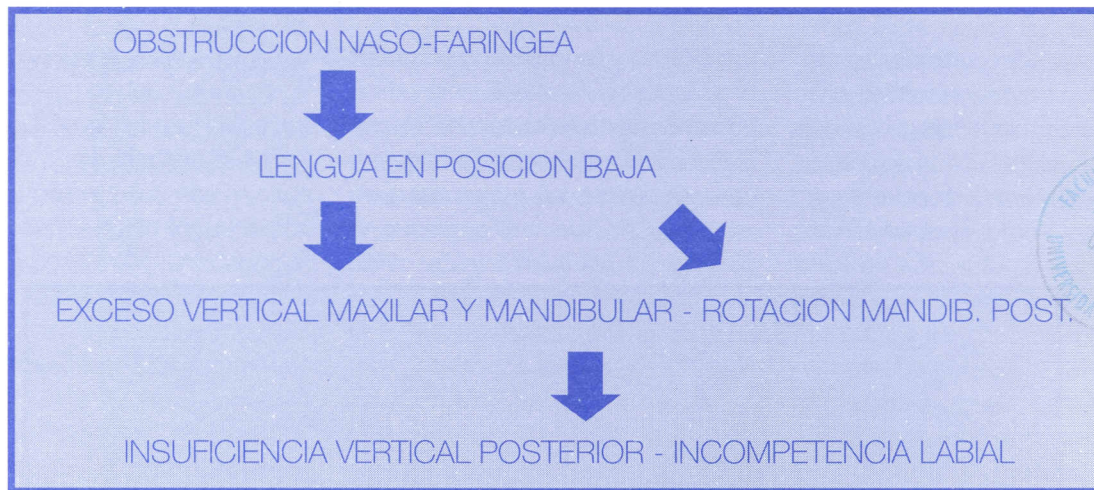 OBSTRUCCION NASO-FARINGEA
LENGUA EN POSICION BAJA
EXCESO VERTICAL MAXILAR Y MANDIBULAR - ROTACION MANDIB. POST.
INSUFICIENCIA VERTICAL POSTERIOR - INCOMPETENCIA LABIAL